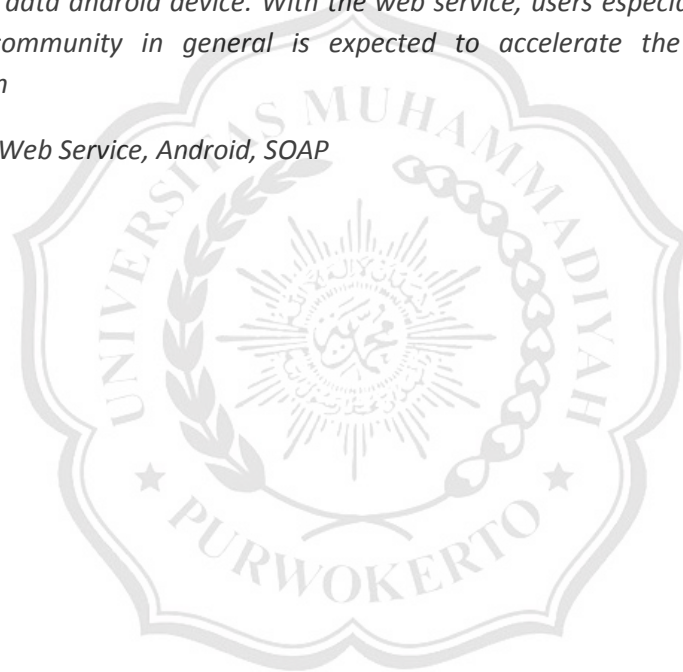 data android device. With the web service, users especia
community in general is expected to accelerate the
n
Web Service, Android, SOAP
UNIVERSITAS MUHAMMADIYAH
PURWOKERTO